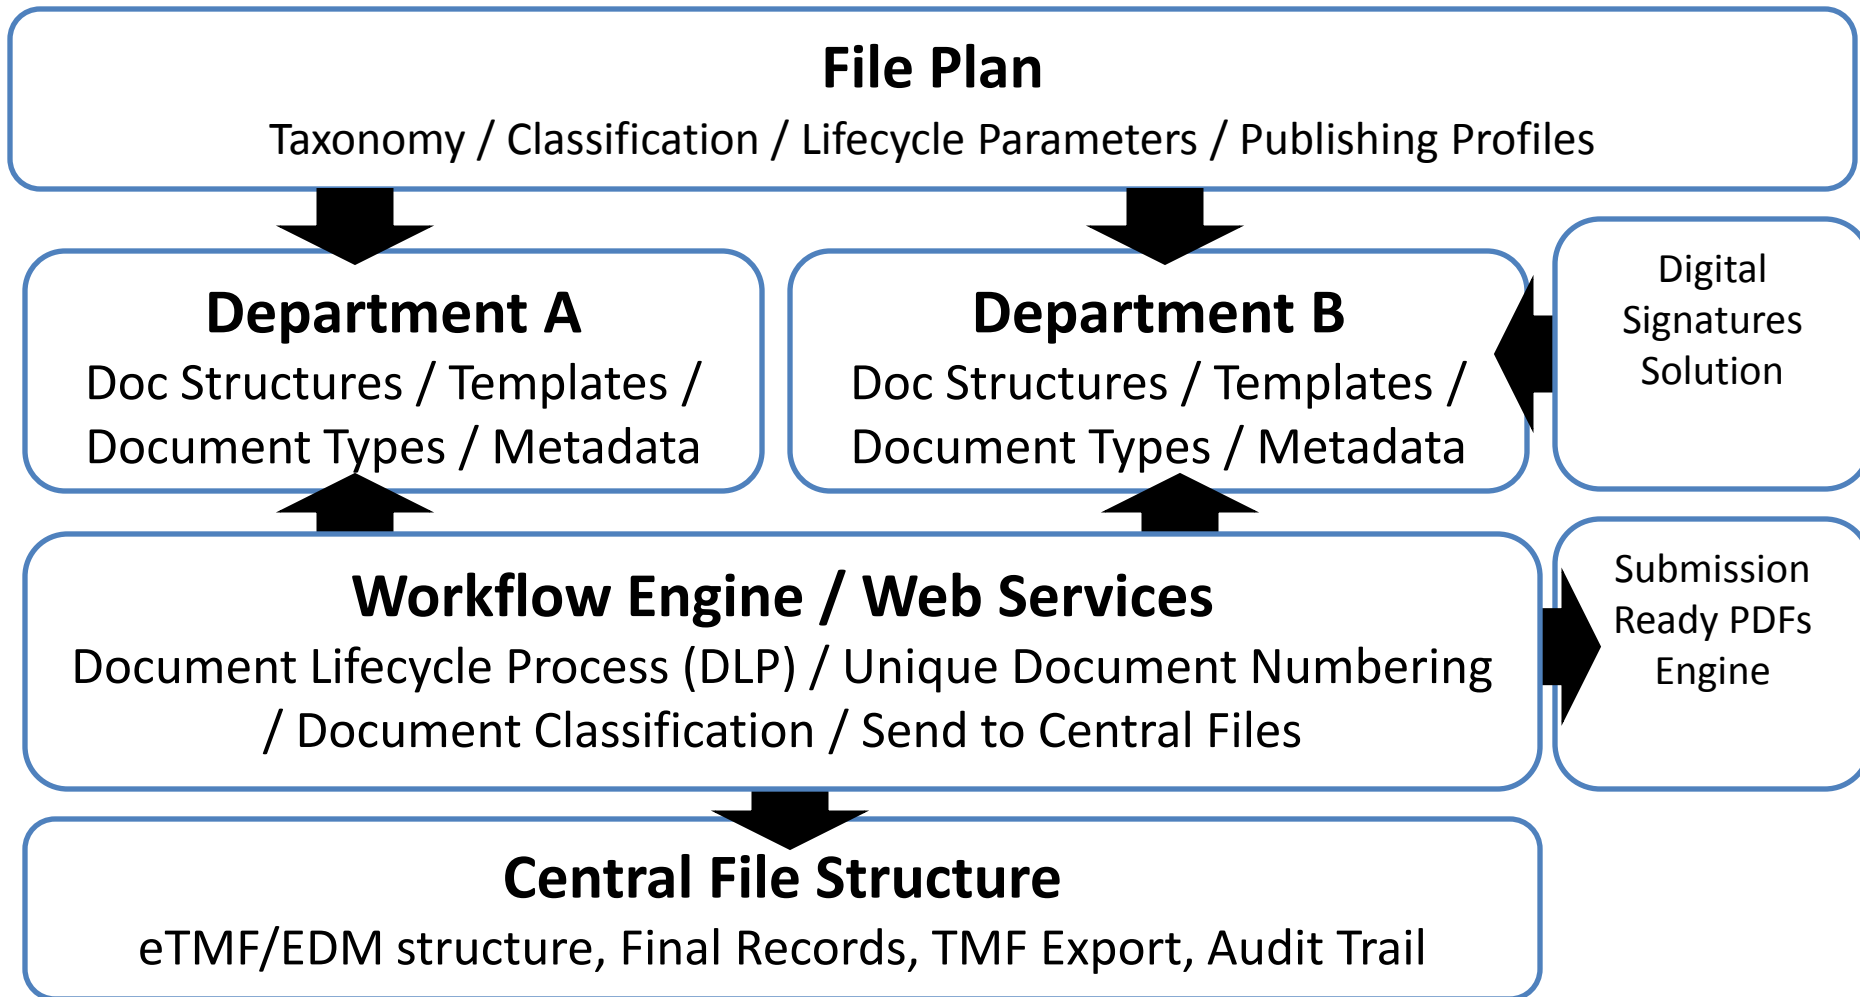 File Plan
Taxonomy / Classification / Lifecycle Parameters / Publishing Profiles
Department A
Doc Structures / Templates /
Document Types / Metadata
Department B
Doc Structures / Templates /
Document Types / Metadata
Digital
Signatures
Solution
Workflow Engine / Web Services
Document Lifecycle Process (DLP) / Unique Document Numbering
/ Document Classification / Send to Central Files
Submission
Ready PDFs
Engine
Central File Structure
eTMF/EDM structure, Final Records, TMF Export, Audit Trail